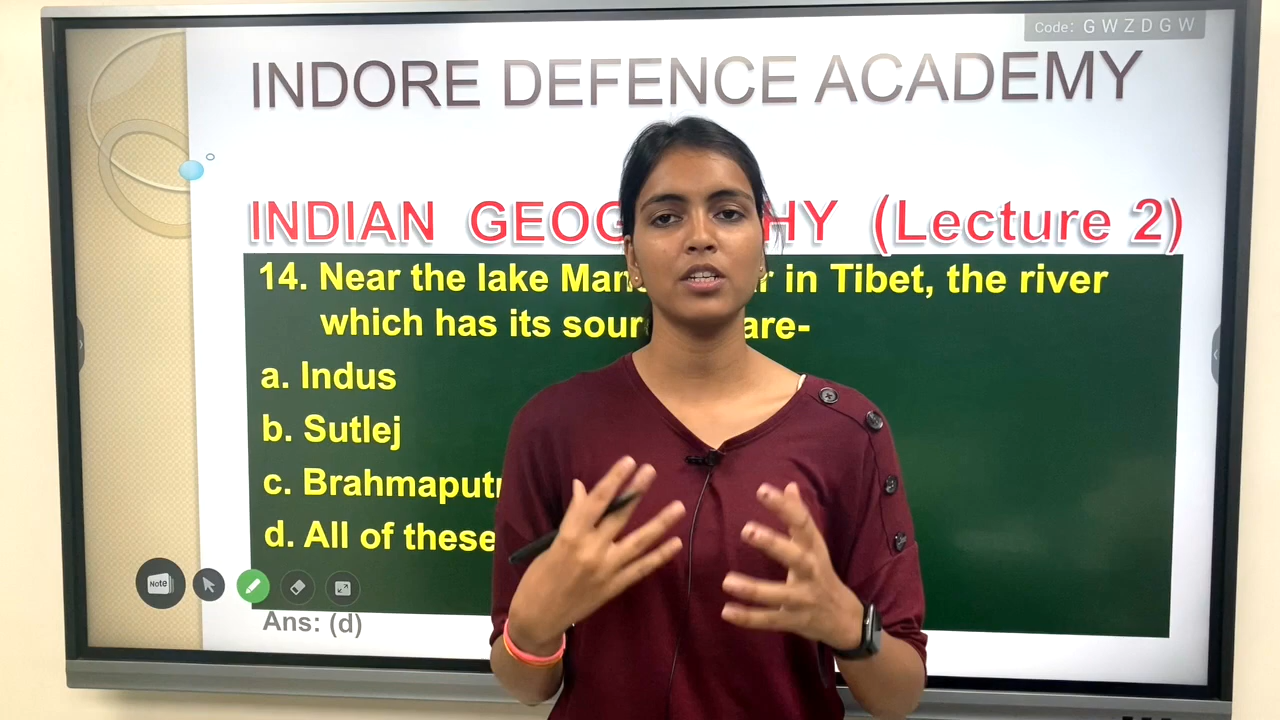 Code: GWZDGW
INDORE DEFENCE ACADEMY
INDIAN GEOG HY (Lecture 2)
14. Near the lake Man r in Tibet, the river
which has its sour are-
a. Indus
b. Sutlej
c. Brahmaput
d. All of these
Note
Ans: (d)